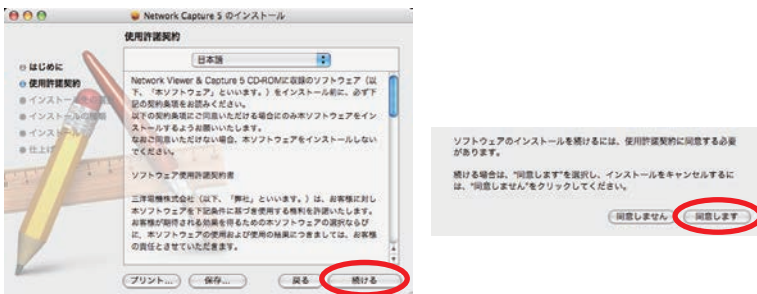 Network Capture 5 のインストール
使用許諾契約
はじめに
使用許諾契約
インストール
インストール
インスト
仕上げ
日本語
Network Viewer & Capture 5 CD-ROMに収録のソフトウェア（以
下、「本ソフトウェア」といいます。）をインストール前に、必ず下
記の契約条項をお読みください。
以下の契約条項にご同意いただける場合にのみ本ソフトウェアをイン
ストールするようお願いいたします。
なおご同意いただけない場合、本ソフトウェアをインストールしない
でください。
ソフトウェア使用許諾契約書
三洋電機株式会社（以下、「弊社」といいます。）は、お客様に対し
本ソフトウェアを下記条件に基づき使用する権利を許諾いたします。
お客様が期待される効果を得るための本ソフトウェアの選択ならび
に、本ソフトウェアの使用および使用の結果につきましては、お客様
の責任とさせていただきます。
プリント... 保存... 戻る 続ける
ソフトウェアのインストールを続けるには、使用許諾契約に同意する必要
があります。
続ける場合は、"同意します"を選択し、インストールをキャンセルするに
は、"同意しません"をクリックしてください。
同意しません 同意します